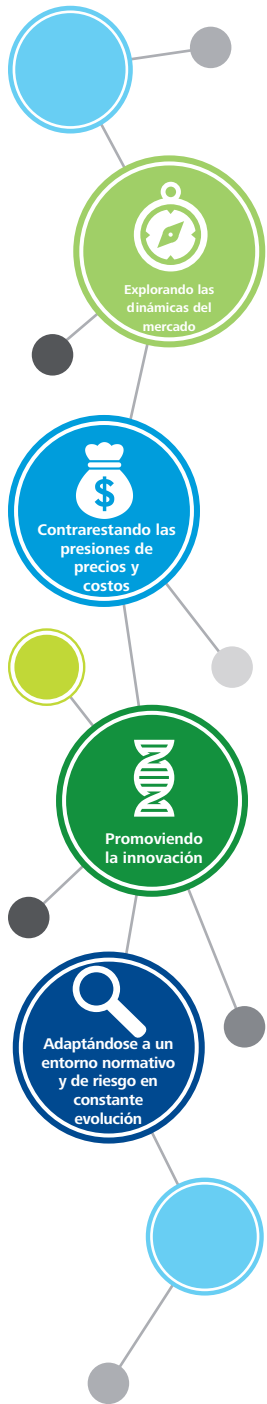 Explorando las
dinámicas del
mercado
$
Contrarestando las
presiones de
precios y
costos
Promoviendo
la innovación
Adaptándose a un
entorno normativo
y de riesgo en
constante
evolución